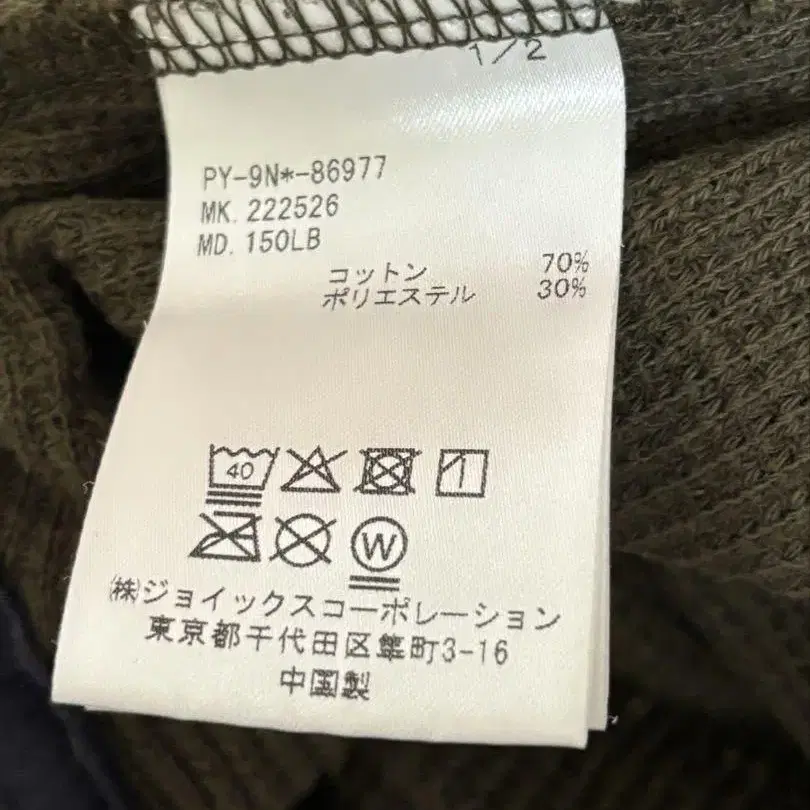 1/2
PY-9N*-86977
MK. 222526
MD. 150LB
コットン 70%
ポリエステル 30%
40
W
㈱ジョイックスコーポレーション
東京都千代田区隼町3-16
中国製